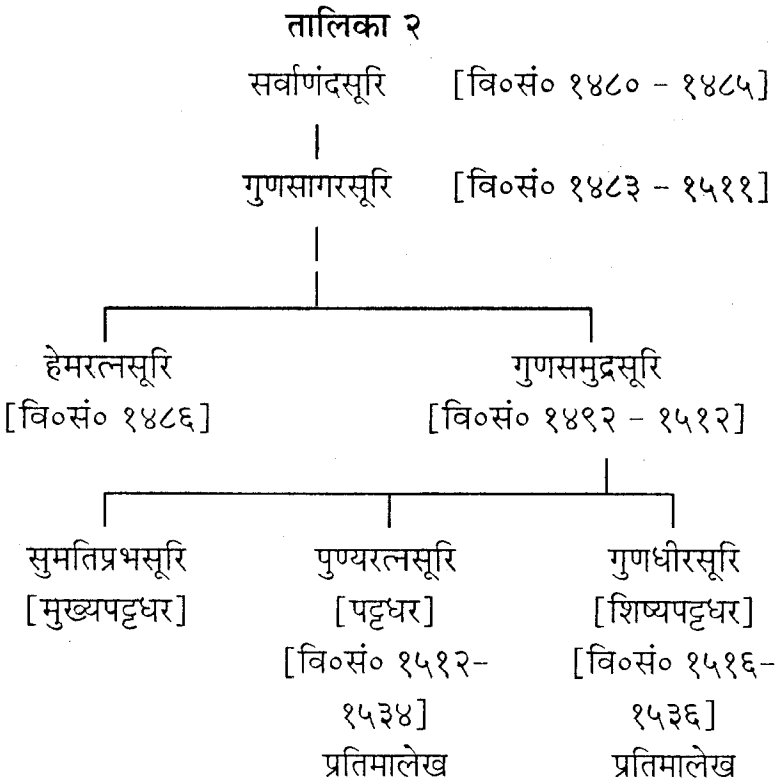 तालिका २
सर्वाणंदसूरि [वि०सं० १४८० - १४८५]
गुणसागरसूरि [वि०सं० १४८३ - १५११]
हेमरत्नसूरि गुणसमुद्रसूरि
[वि०सं० १४८६] [वि०सं० १४९२ - १५१२]
सुमतिप्रभसूरि पुण्यरत्नसूरि गुणधीरसूरि
[मुख्यपट्टधर] [पट्टधर] [शिष्यपट्टधर]
[वि०सं० १५१२- [वि०सं० १५१६-
१५३४] १५३६]
प्रतिमालेख प्रतिमालेख